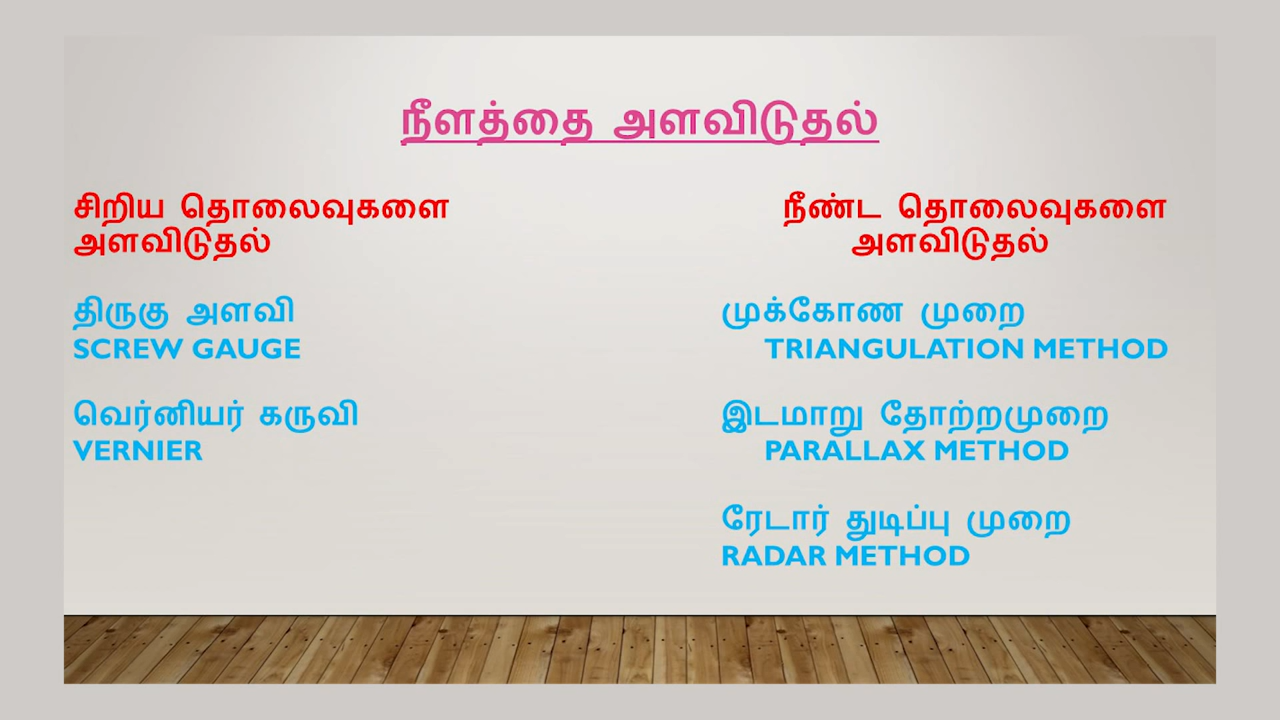 நீளத்தை அளவிடுதல்
சிறிய தொலைவுகளை
அளவிடுதல்
திருகு அளவி
SCREW GAUGE
வெர்னியர் கருவி
VERNIER
நீண்ட தொலைவுகளை
அளவிடுதல்
முக்கோண முறை
TRIANGULATION METHOD
இடமாறு தோற்றமுறை
PARALLAX METHOD
ரேடார் துடிப்பு முறை
RADAR METHOD